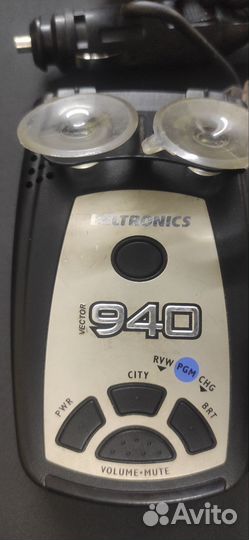 BELTRONICS
VECTOR
940
RVW PGM CHG
CITY
PWR
BRT
VOLUME•MUTE
Avito